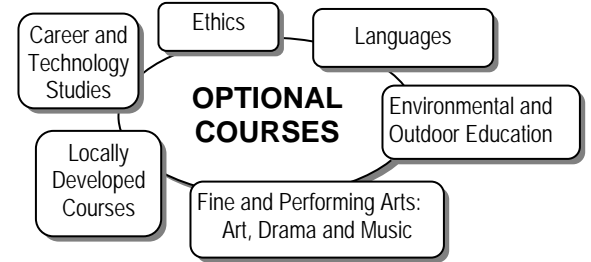 Ethics
Career and
Technology
Studies
Languages
OPTIONAL
COURSES
Environmental and
Outdoor Education
Locally
Developed
Courses
Fine and Performing Arts:
Art, Drama and Music